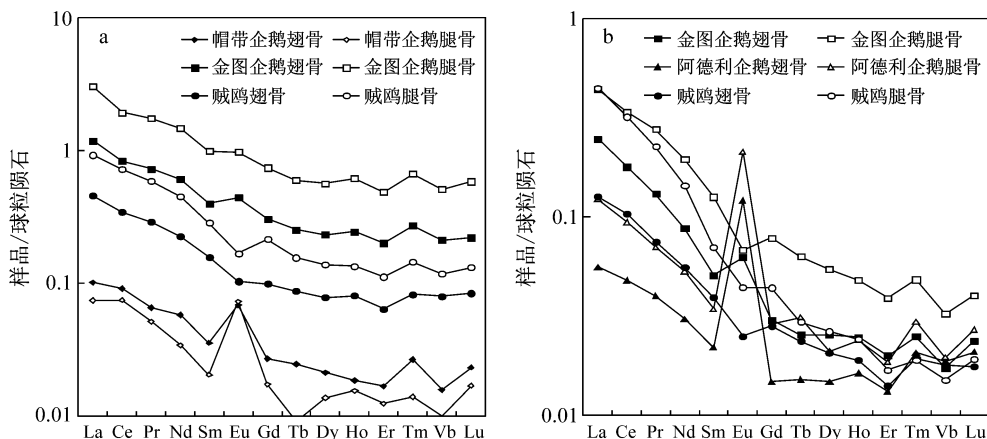 a
帽带企鹅翅骨 帽带企鹅腿骨
金图企鹅翅骨 金图企鹅腿骨
贼鸥翅骨 贼鸥腿骨
样品/球粒陨石
10
1
0.1
0.01
La Ce Pr Nd Sm Eu Gd Tb Dy Ho Er Tm Vb Lu
b
金图企鹅翅骨 金图企鹅腿骨
阿德利企鹅翅骨 阿德利企鹅腿骨
贼鸥翅骨 贼鸥腿骨
样品/球粒陨石
1
0.1
0.01
La Ce Pr Nd Sm Eu Gd Tb Dy Ho Er Tm Vb Lu